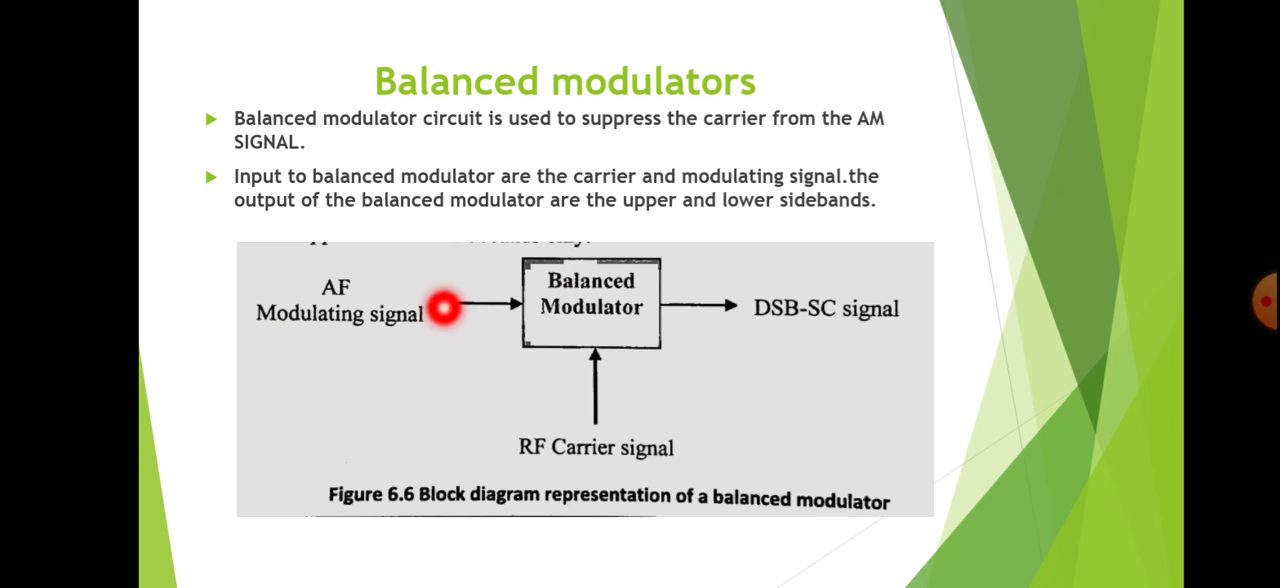 Balanced modulators
Balanced modulator circuit is used to suppress the carrier from the AM
SIGNAL.
Input to balanced modulator are the carrier and modulating signal.the
output of the balanced modulator are the upper and lower sidebands.
AF
Modulating signal
Balanced
Modulator
DSB-SC signal
RF Carrier signal
Figure 6.6 Block diagram representation of a balanced modulator